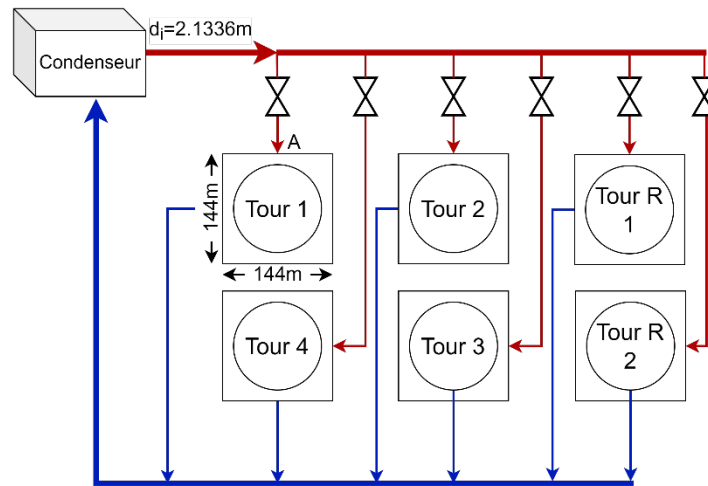 dᵢ=2.1336m
Condenseur
A
144m
Tour 1
Tour 2
Tour R
1
144m
Tour 4
Tour 3
Tour R
2